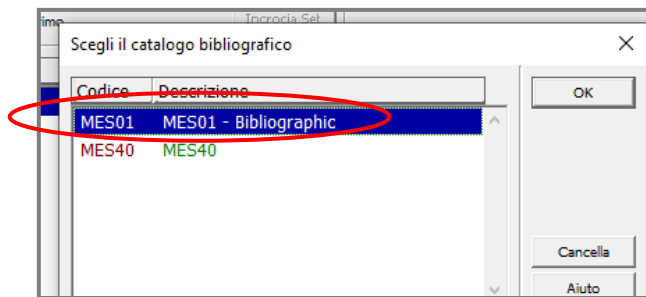 Incrocia Set
Scegli il catalogo bibliografico
Codice Descrizione
OK
MES01 MES01 - Bibliographic
MES40 MES40
Cancella
Aiuto